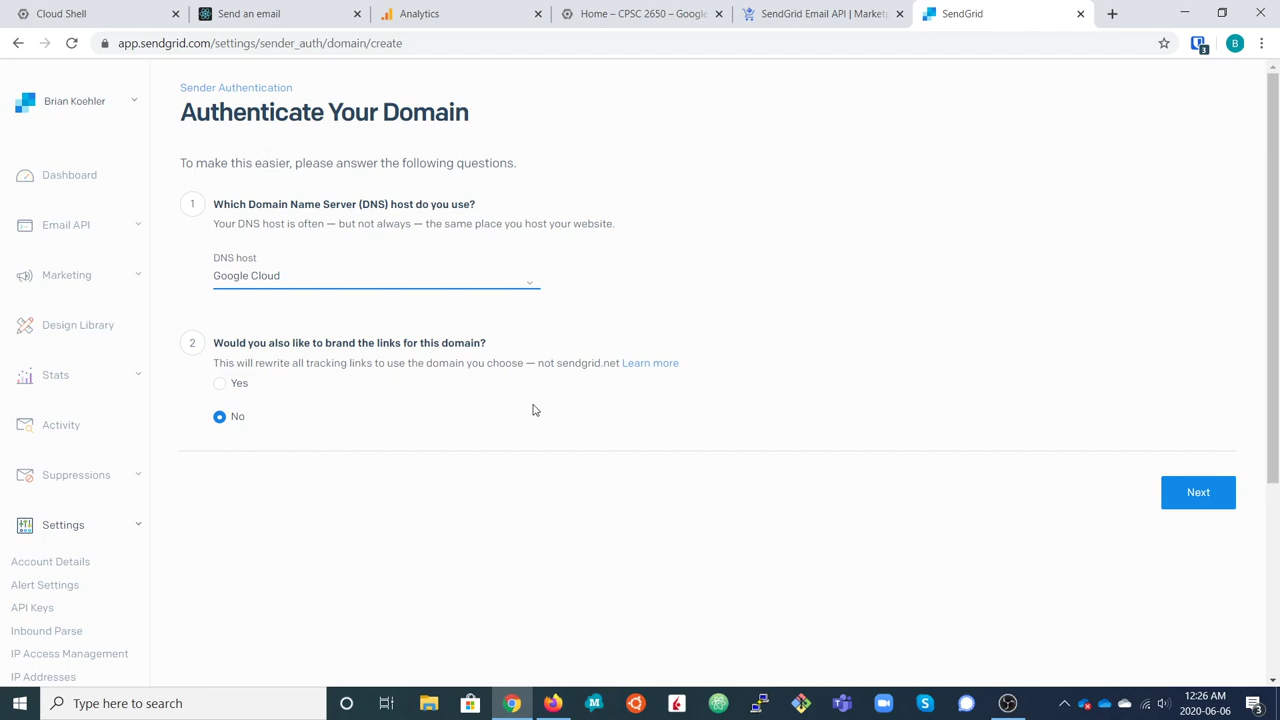 Cloud Shell
Send an email
Analytics
Home – CPSC 2650 – Google
SendGrid Email API | Marketp
SendGrid
app.sendgrid.com/settings/sender_auth/domain/create
3
B
Brian Koehler
Dashboard
Email API
Marketing
Design Library
Stats
Activity
Suppressions
Settings
Account Details
Alert Settings
API Keys
Inbound Parse
IP Access Management
IP Addresses
Sender Authentication
Authenticate Your Domain
To make this easier, please answer the following questions.
1
Which Domain Name Server (DNS) host do you use?
Your DNS host is often — but not always — the same place you host your website.
DNS host
Google Cloud
2
Would you also like to brand the links for this domain?
This will rewrite all tracking links to use the domain you choose — not sendgrid.net Learn more
Yes
No
Next
Type here to search
12:26 AM
2020-06-06
3